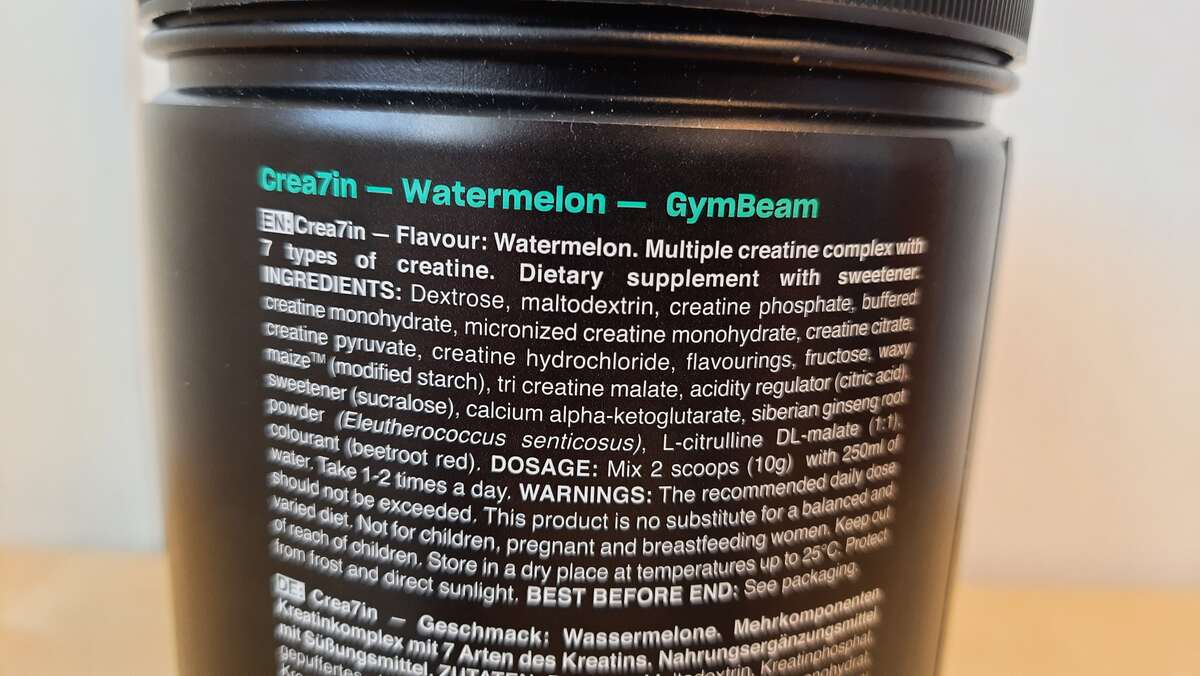 Crea7in — Watermelon — GymBeam
EN: Crea7in – Flavour: Watermelon. Multiple creatine complex with
7 types of creatine. Dietary supplement with sweetener.
INGREDIENTS: Dextrose, maltodextrin, creatine phosphate, buffered
creatine monohydrate, micronized creatine monohydrate, creatine citrate,
creatine pyruvate, creatine hydrochloride, flavourings, fructose, waxy
maize™ (modified starch), tri creatine malate, acidity regulator (citric acid),
sweetener (sucralose), calcium alpha-ketoglutarate, siberian ginseng root
powder (Eleutherococcus senticosus), L-citrulline DL-malate (1:1),
colourant (beetroot red). DOSAGE: Mix 2 scoops (10g) with 250ml of
water. Take 1-2 times a day. WARNINGS: The recommended daily dose
should not be exceeded. This product is no substitute for a balanced and
varied diet. Not for children, pregnant and breastfeeding women. Keep out
of reach of children. Store in a dry place at temperatures up to 25°C. Protect
from frost and direct sunlight. BEST BEFORE END: See packaging.
DE: Crea7in – Geschmack: Wassermelone. Mehrkomponenten
Kreatinkomplex mit 7 Arten des Kreatins. Nahrungsergänzungsmittel
mit Süßungsmittel. ZUTATEN: Maltodextrin, Kreatinphosphat,
gepuffertes